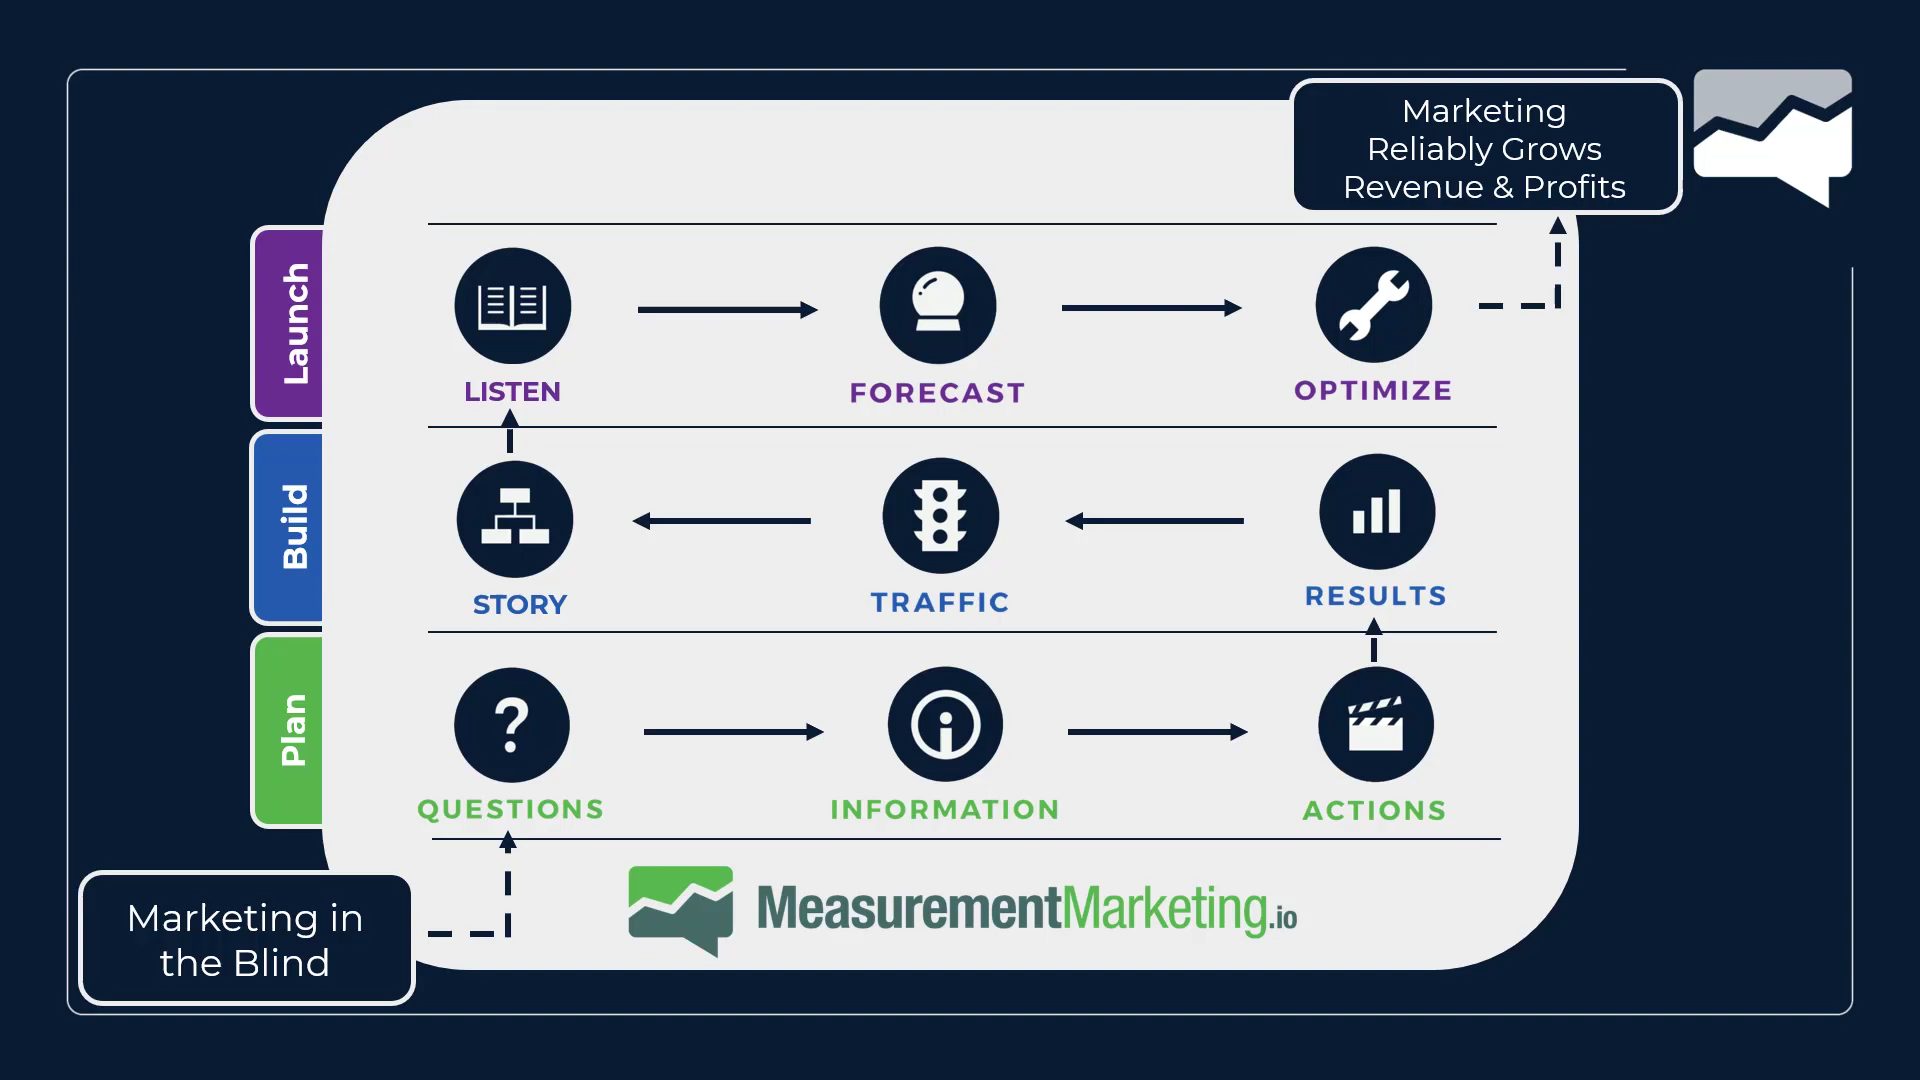 Marketing
Reliably Grows
Revenue & Profits
Launch
LISTEN
FORECAST
OPTIMIZE
Build
STORY
TRAFFIC
RESULTS
Plan
?
i
QUESTIONS
INFORMATION
ACTIONS
Marketing in
the Blind
MeasurementMarketing.io